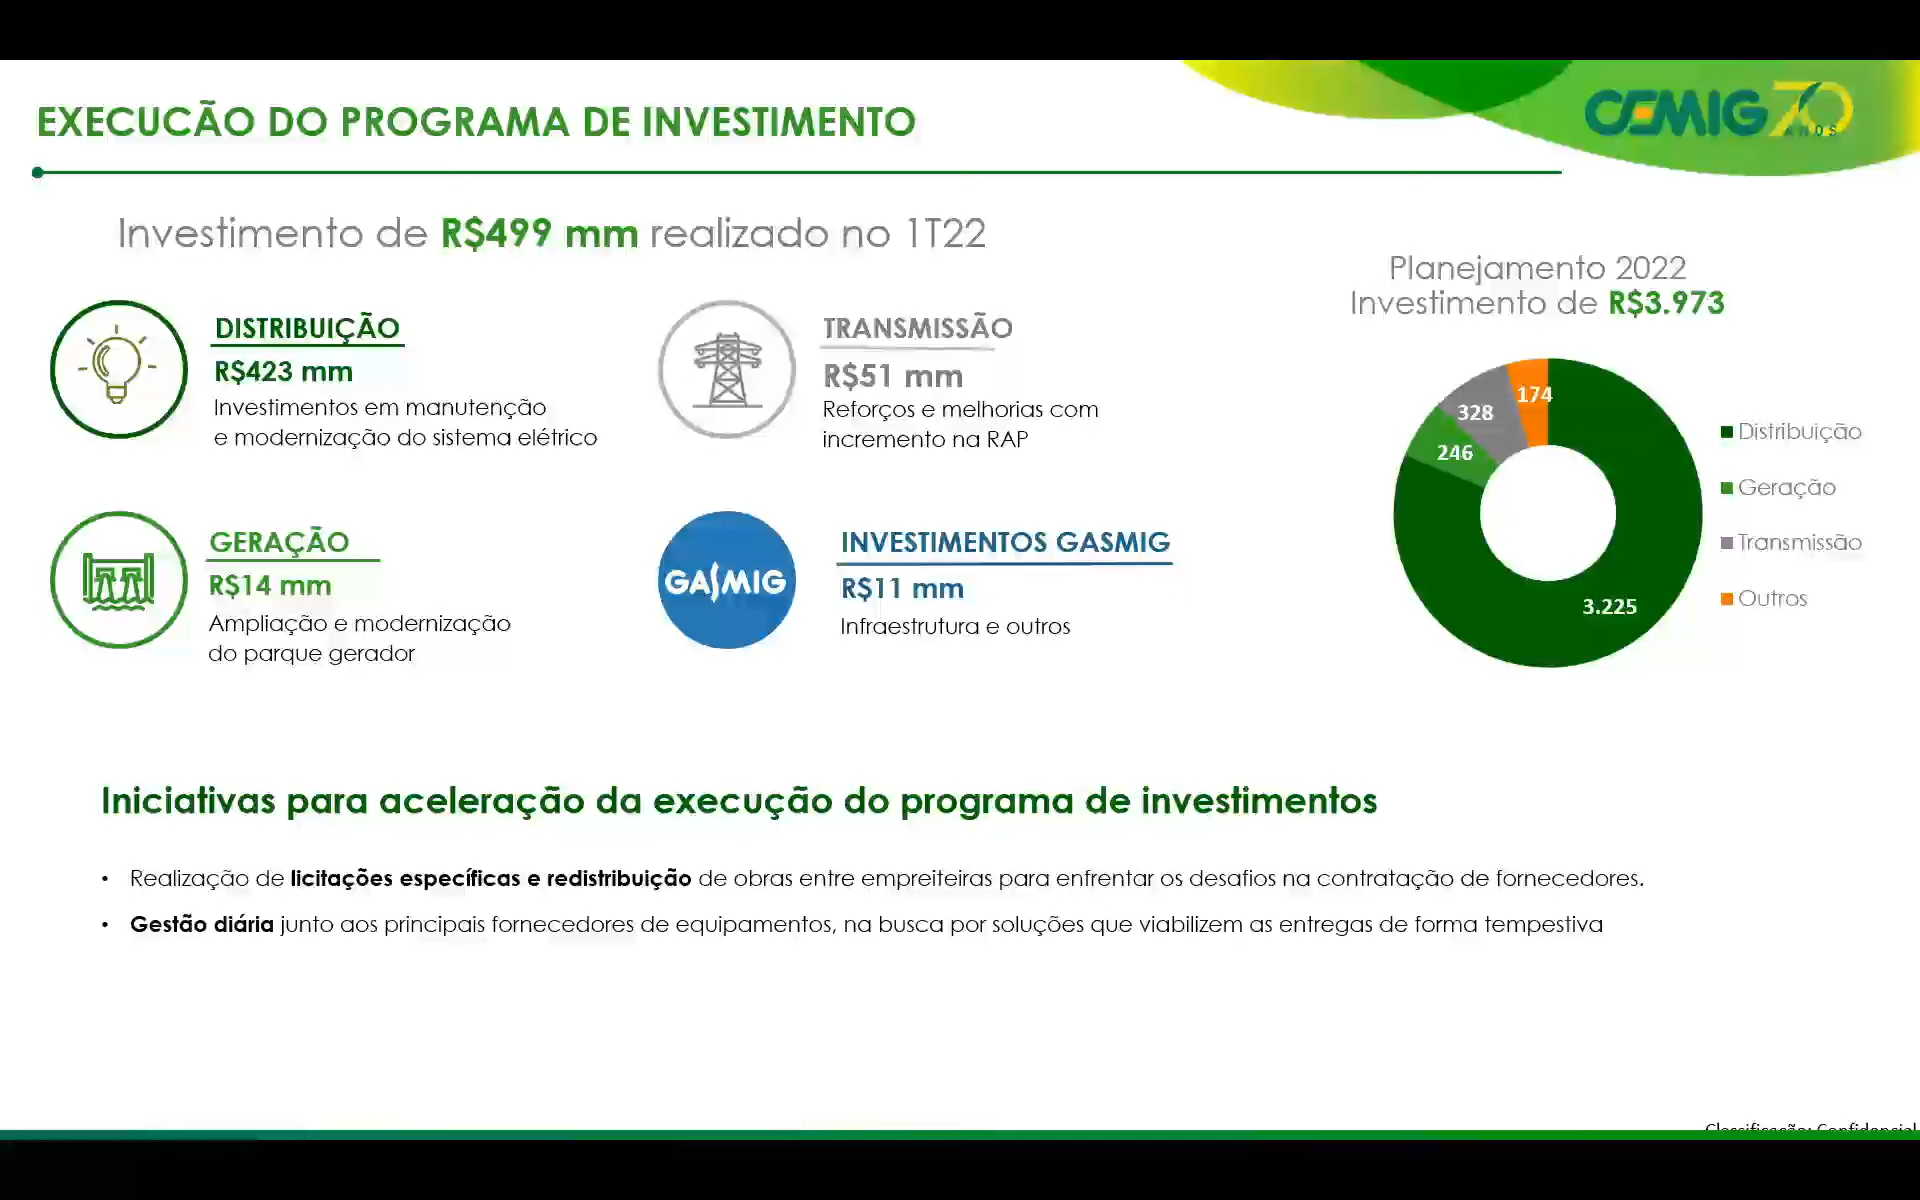 EXECUCÃO DO PROGRAMA DE INVESTIMENTO
CEMIG 70
ANOS
Investimento de R$499 mm realizado no 1T22
DISTRIBUIÇÃO
R$423 mm
Investimentos em manutenção
e modernização do sistema elétrico
TRANSMISSÃO
R$51 mm
Reforços e melhorias com
incremento na RAP
GERAÇÃO
R$14 mm
Ampliação e modernização
do parque gerador
GASMIG
INVESTIMENTOS GASMIG
R$11 mm
Infraestrutura e outros
Planejamento 2022
Investimento de R$3.973
174
328
246
3.225
Distribuição
Geração
Transmissão
Outros
Iniciativas para aceleração da execução do programa de investimentos
• Realização de licitações específicas e redistribuição de obras entre empreiteiras para enfrentar os desafios na contratação de fornecedores.
• Gestão diária junto aos principais fornecedores de equipamentos, na busca por soluções que viabilizem as entregas de forma tempestiva
Classificação: Confidencial